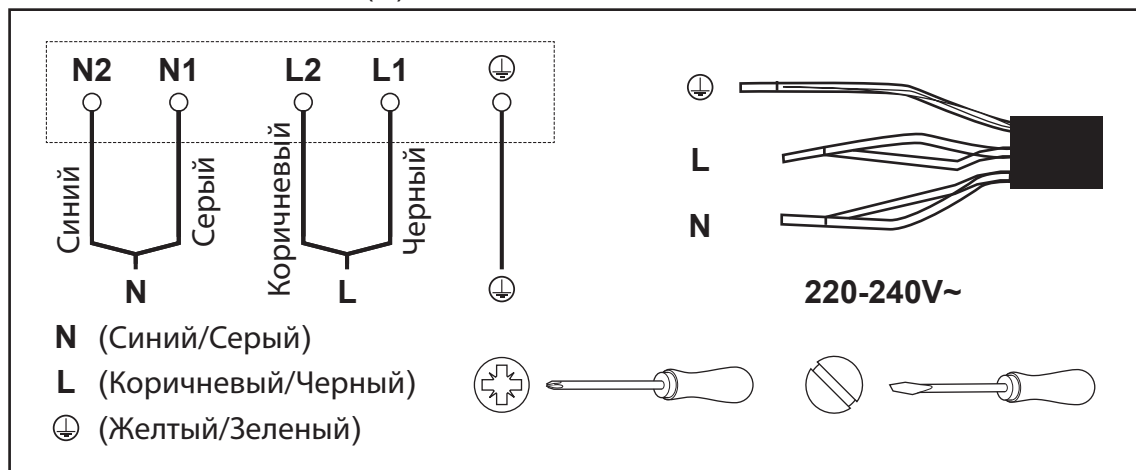 N2 N1 L2 L1
Синий
Серый
Коричневый
Черный
N L
N (Синий/Серый)
L (Коричневый/Черный)
(Желтый/Зеленый)
L
N
220-240V~